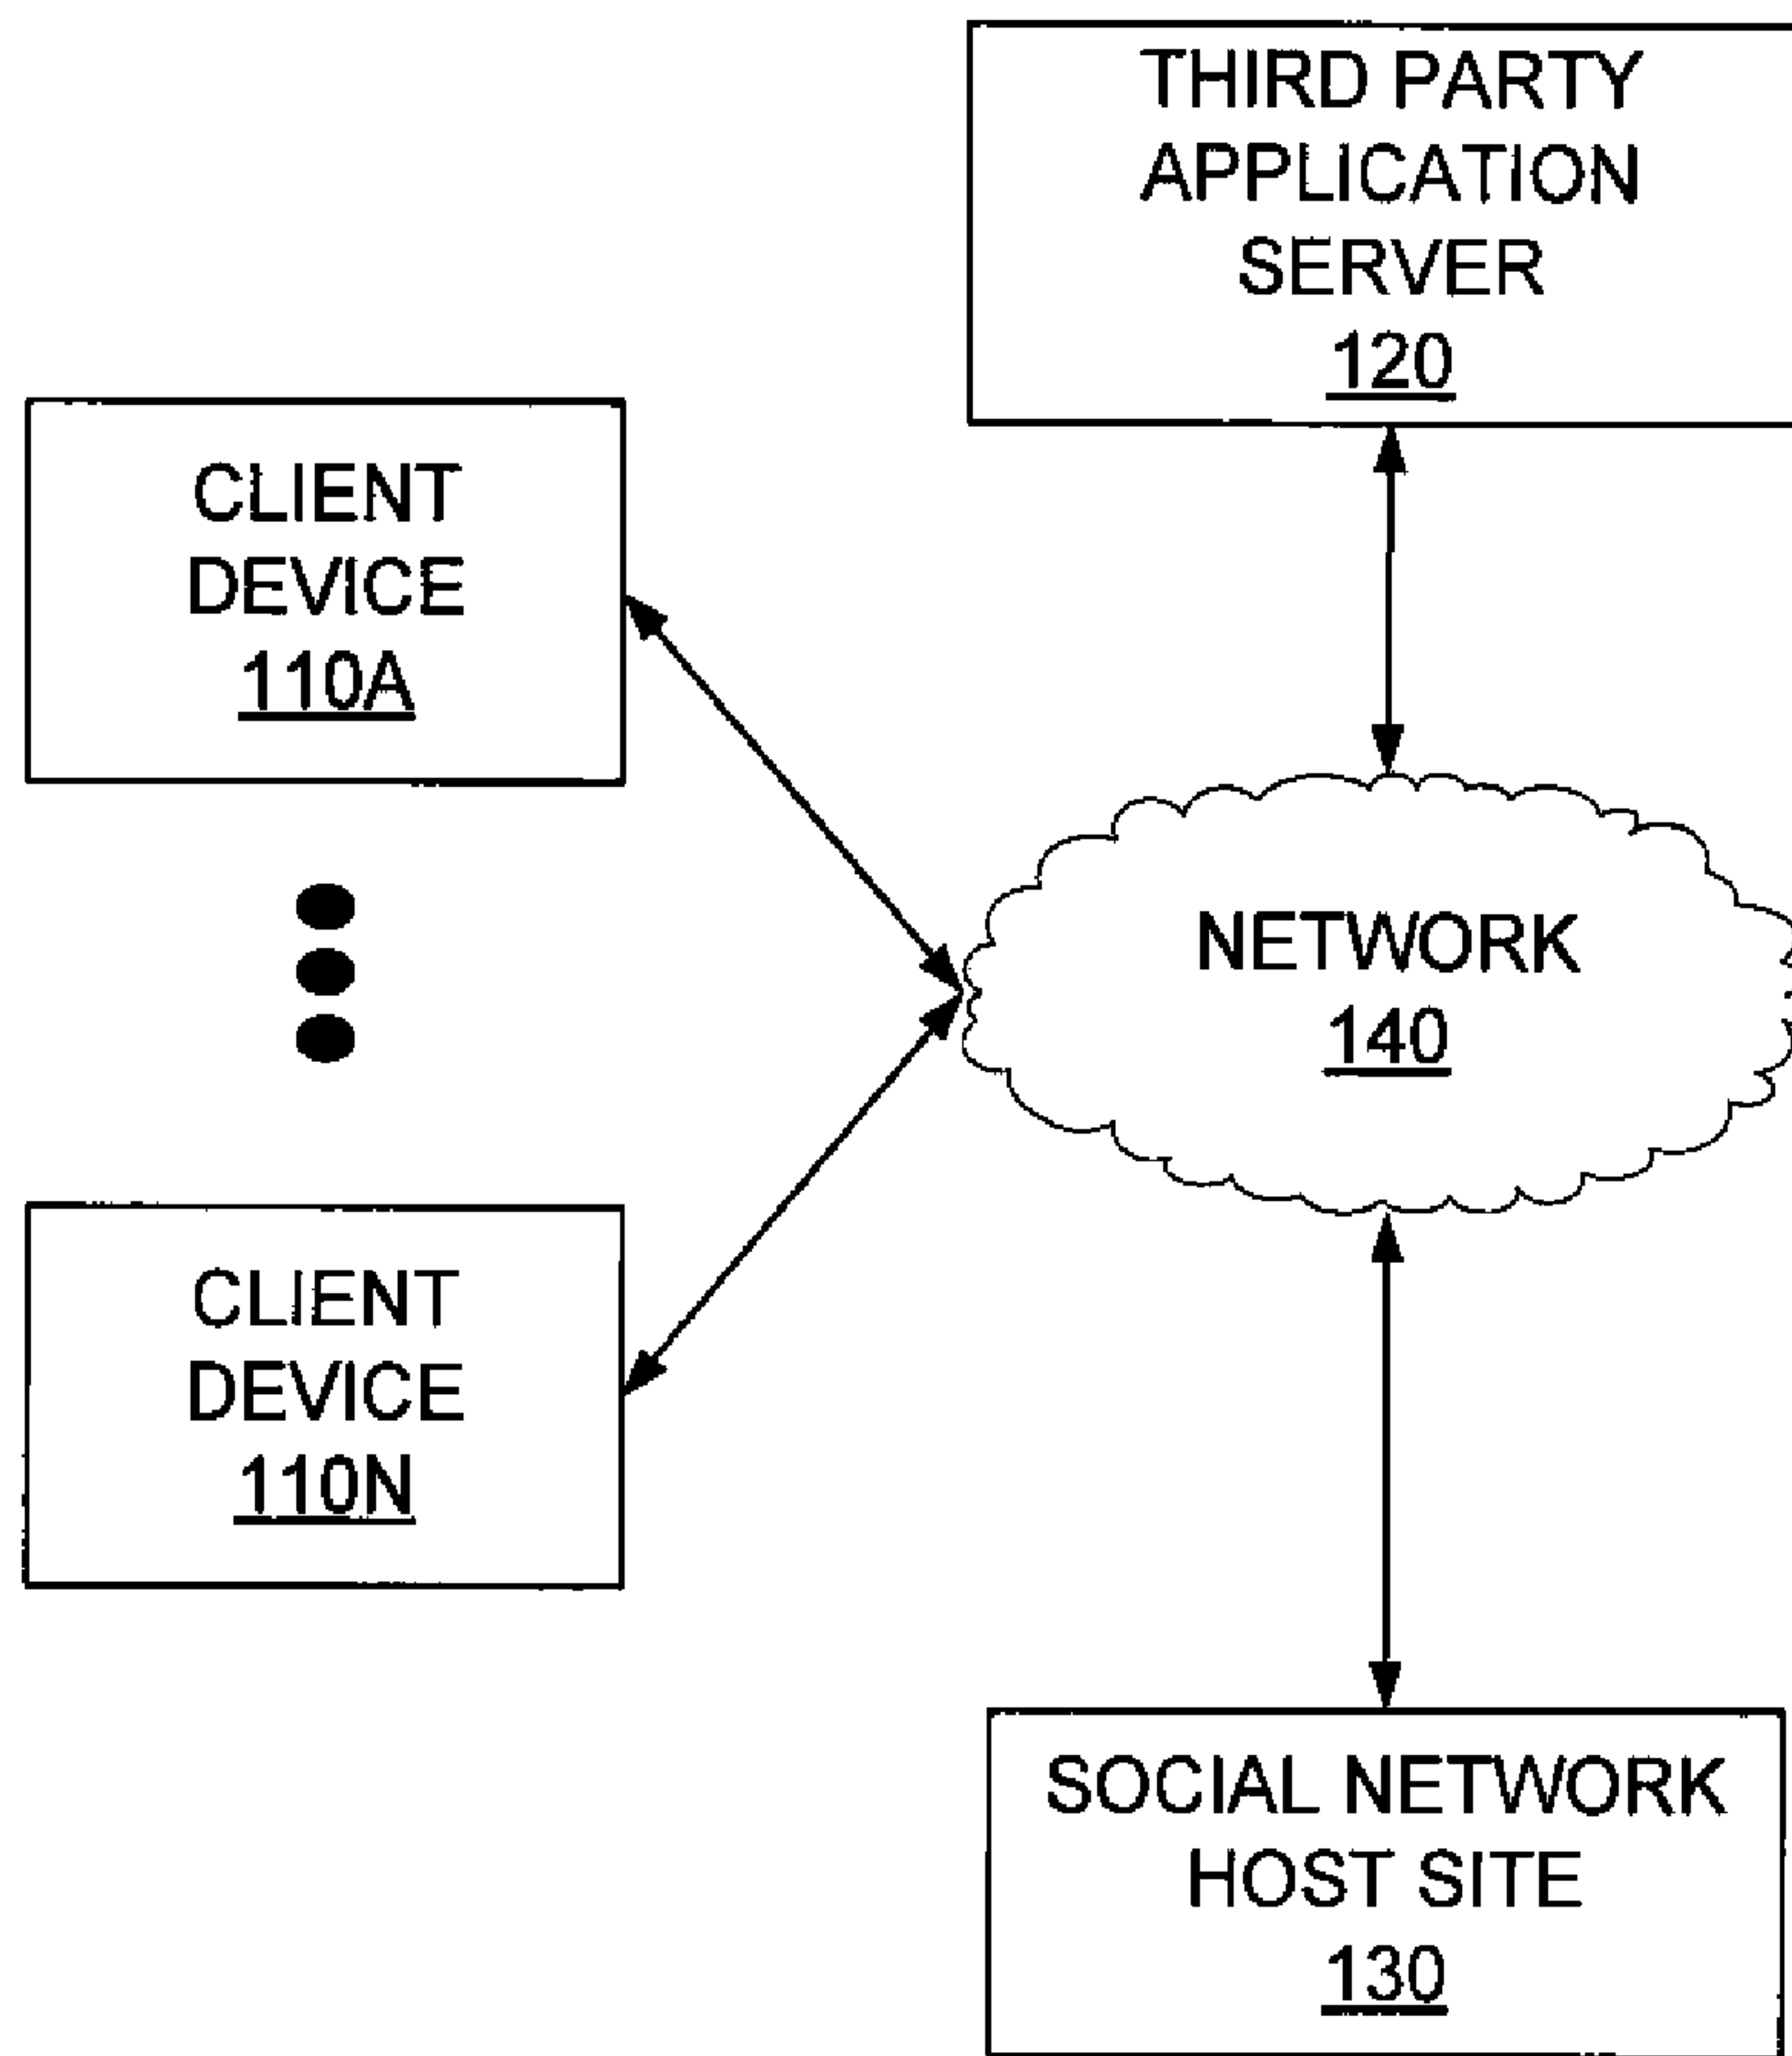 THIRD PARTY
APPLICATION
SERVER
120
CLIENT
DEVICE
110A
NETWORK
140
CLIENT
DEVICE
110N
SOCIAL NETWORK
HOST SITE
130